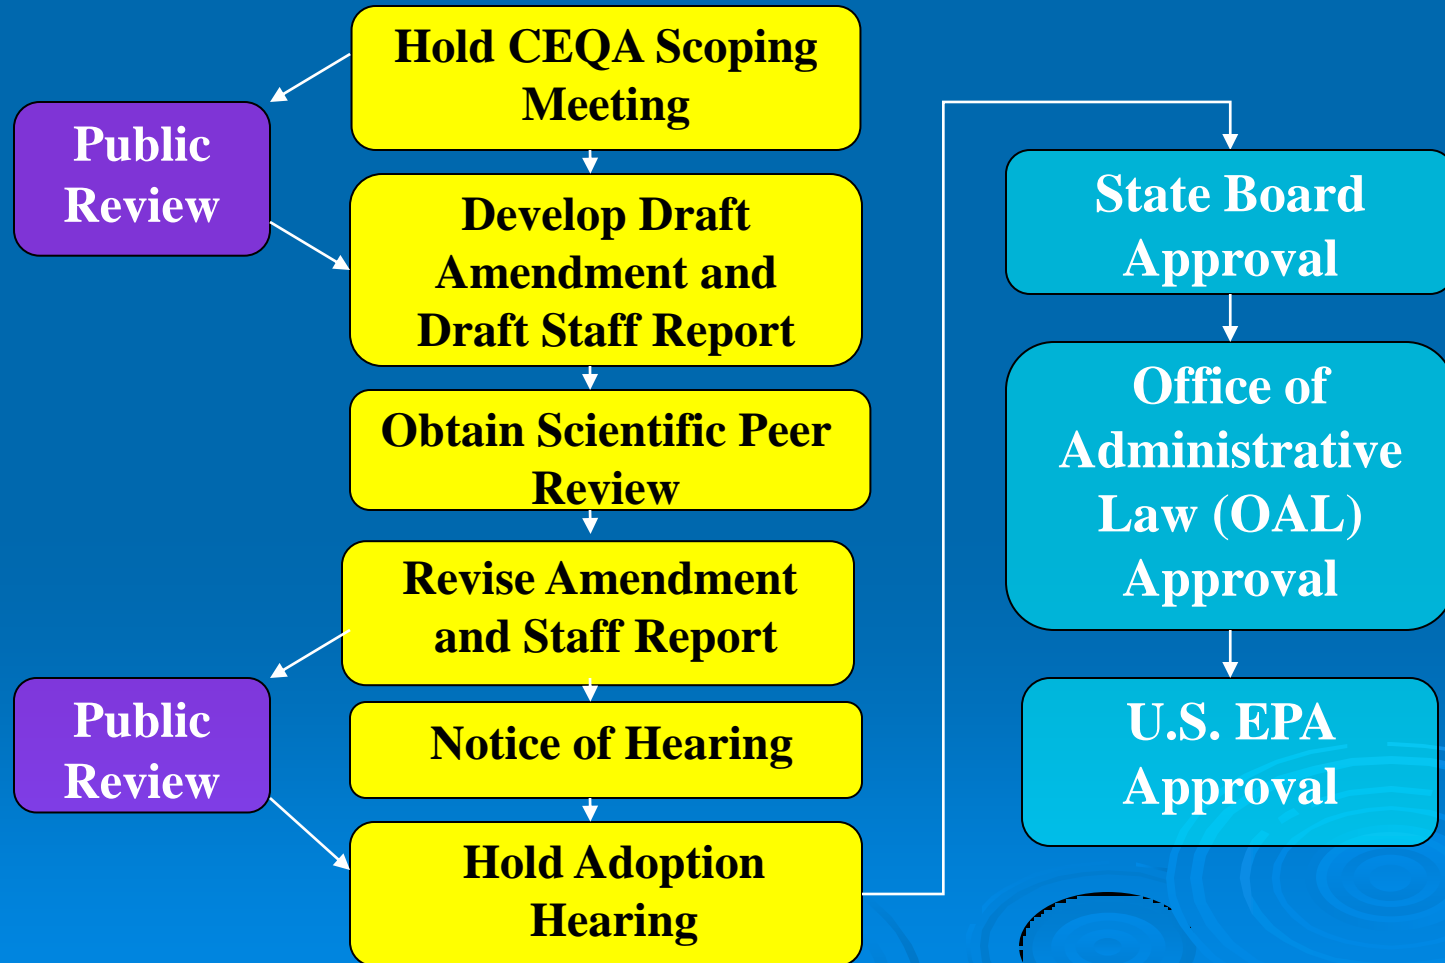 Hold CEQA Scoping
Meeting
Public
Review
Develop Draft
Amendment and
Draft Staff Report
Obtain Scientific Peer
Review
Revise Amendment
and Staff Report
Public
Review
Notice of Hearing
Hold Adoption
Hearing
State Board
Approval
Office of
Administrative
Law (OAL)
Approval
U.S. EPA
Approval